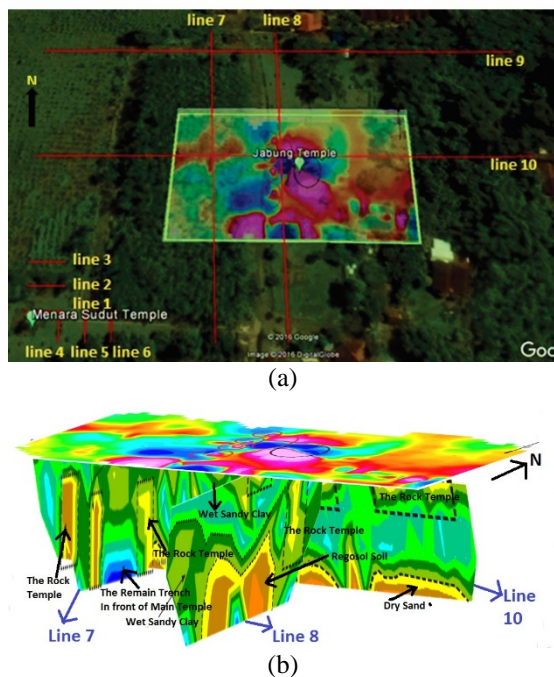 line 7
line 8
line 9
N
Jabung Temple
line 10
line 3
line 2
line 1
Menara Sudut Temple
line 4
line 5
line 6
© 2016 Google
image © 2016 DigitalGlobe
Goo
(a)
N
The Rock Temple
Wet Sandy Clay
The Rock Temple
The Rock Temple
Regosol Soil
The Rock
Temple
The Remain Trench
In front of Main Temple
Wet Sandy Clay
Dry Sand
Line 7
Line 8
Line
10
(b)